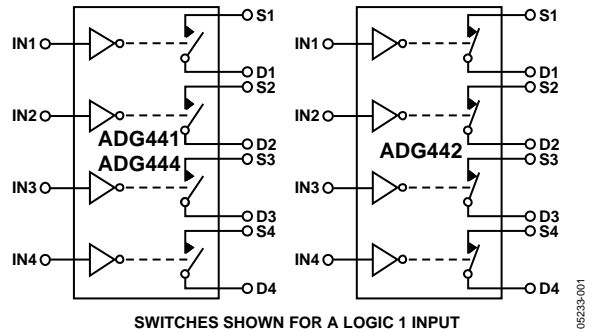 S1
IN1
D1
S2
IN2
D2
ADG441
ADG444
S3
IN3
D3
S4
IN4
D4
S1
IN1
D1
S2
IN2
D2
ADG442
S3
IN3
D3
S4
IN4
D4
SWITCHES SHOWN FOR A LOGIC 1 INPUT
05233-001